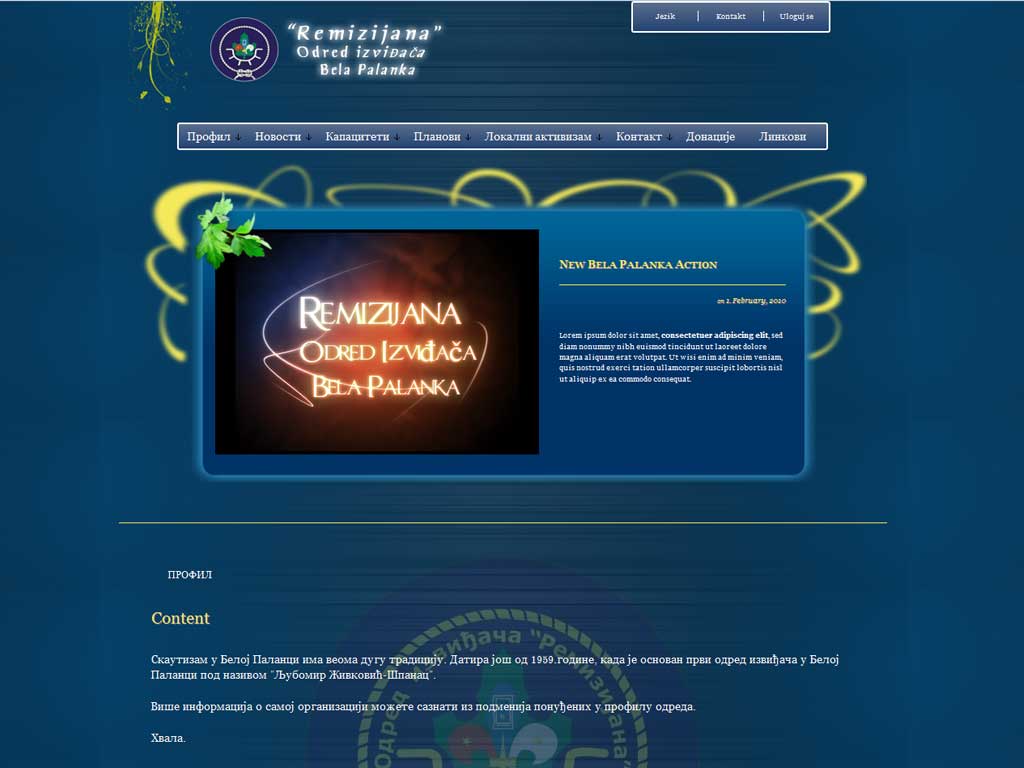 "Remizijana"
Odred izviđača
Bela Palanka
Jezik | Kontakt | Uloguj se
Профил Новости Капацитети Планови Локални активизам Контакт Донације Линкови
Remizijana
Odred Izviđača
Bela Palanka
New Bela Palanka Action
on 1. February, 2010
Lorem ipsum dolor sit amet, consectetuer adipiscing elit, sed
diam nonummy nibh euismod tincidunt ut laoreet dolore
magna aliquam erat volutpat. Ut wisi enim ad minim veniam,
quis nostrud exerci tation ullamcorper suscipit lobortis nisl
ut aliquip ex ea commodo consequat.
ПРОФИЛ
Content
Скаутизам у Белој Паланци има веома дугу традицију. Датира још од 1959.године, када је основан први одред извиђача у Белој
Паланци под називом "Љубомир Живковић-Шпанац".
Више информација о самој организацији можете сазнати из подменија понуђених у профилу одреда.
Хвала.
Одред извиђача "Ремизијана"